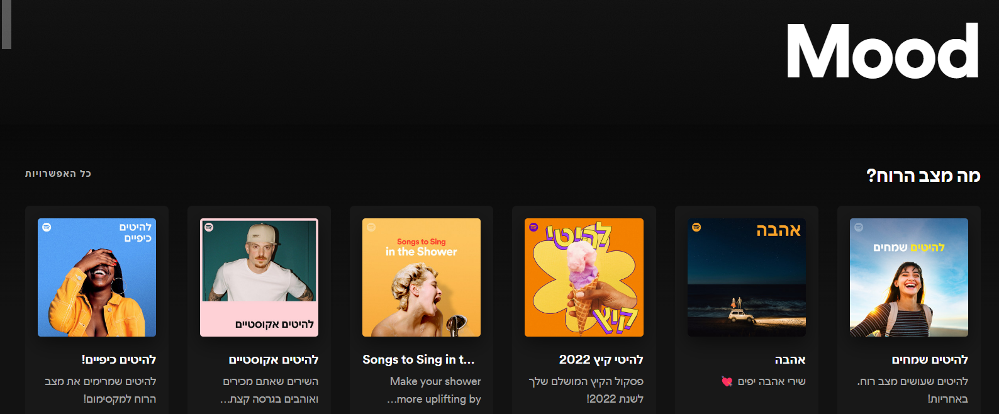 Mood
מה מצב הרוח?
כל האפשרויות
להיטים שמחים
להיטים שמחים
להיטים שעושים מצב רוח.
באחריות!
אהבה
אהבה
שירי אהבה יפים 💘
להיטי
קיץ
להיטי קיץ 2022
פסקול הקיץ המושלם שלך
לשנת 2022!
Songs to Sing
in the Shower
Songs to Sing in t...
Make your shower
more uplifting by...
להיטים אקוסטיים
להיטים אקוסטיים
השירים שאתם מכירים
ואוהבים בגרסה קצת...
להיטים
כיפיים
להיטים כיפיים!
להיטים שמרימים את מצב
הרוח למקסימום!